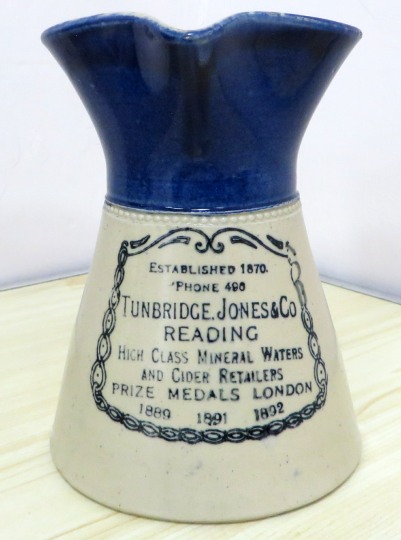 ESTABLISHED 1870.
'PHONE 498
TUNBRIDGE, JONES & Co
READING
HIGH CLASS MINERAL WATERS
AND CIDER RETAILERS
PRIZE MEDALS LONDON
1889 1891 1892